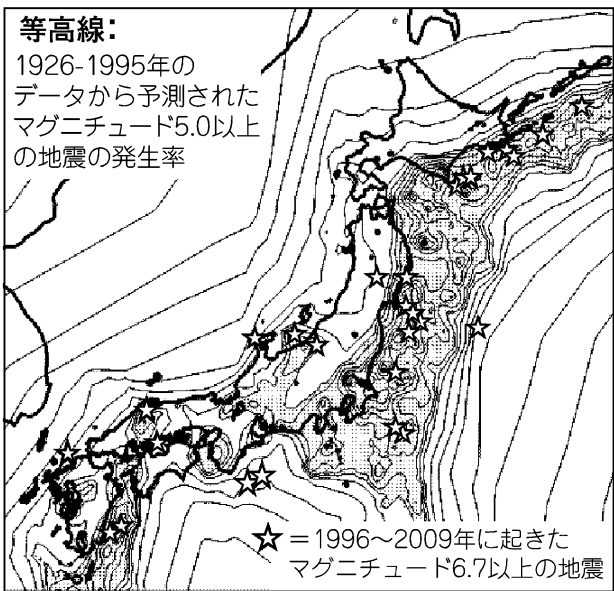 等高線:
1926-1995年の
データから予測された
マグニチュード5.0以上
の地震の発生率
☆=1996~2009年に起きた
マグニチュード6.7以上の地震